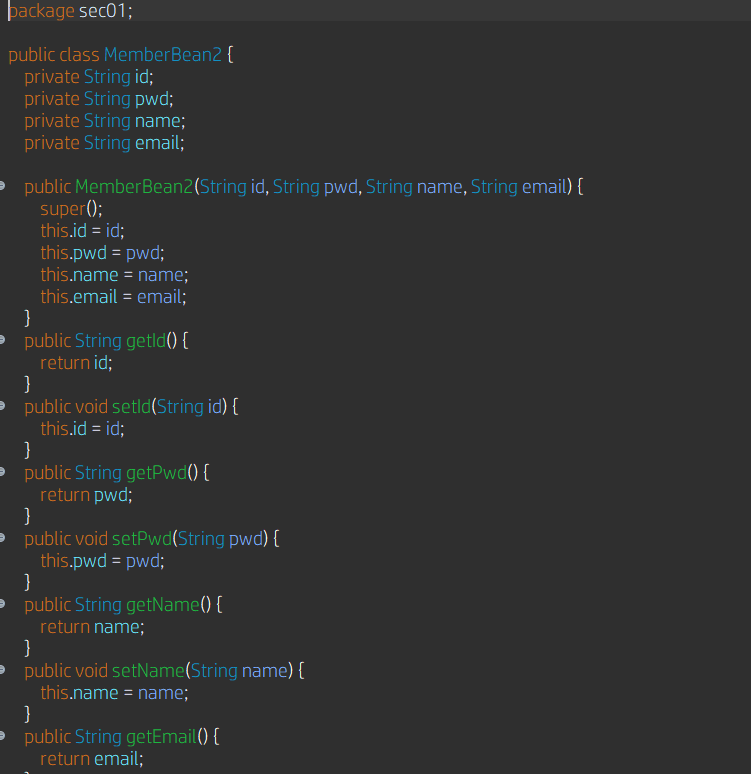 package sec01;
public class MemberBean2 {
private String id;
private String pwd;
private String name;
private String email;
public MemberBean2(String id, String pwd, String name, String email) {
super();
this.id = id;
this.pwd = pwd;
this.name = name;
this.email = email;
}
public String getId() {
return id;
}
public void setId(String id) {
this.id = id;
}
public String getPwd() {
return pwd;
}
public void setPwd(String pwd) {
this.pwd = pwd;
}
public String getName() {
return name;
}
public void setName(String name) {
this.name = name;
}
public String getEmail() {
return email;